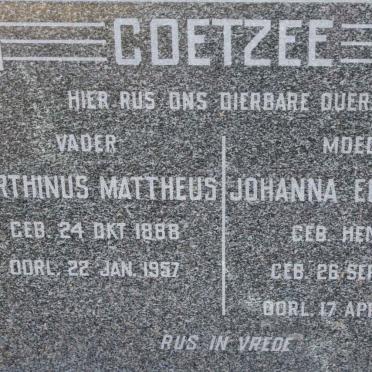 COETZEE
HIER RUS ONS DIERBARE OUER
VADER
RTHINUS MATTHEUS
GEB. 24 OKT 1888
OORL. 22 JAN. 1957
MOED
JOHANNA E
GEB. HEN
GEB. 26 SEP
OORL. 17 APR
RUS IN VREDE